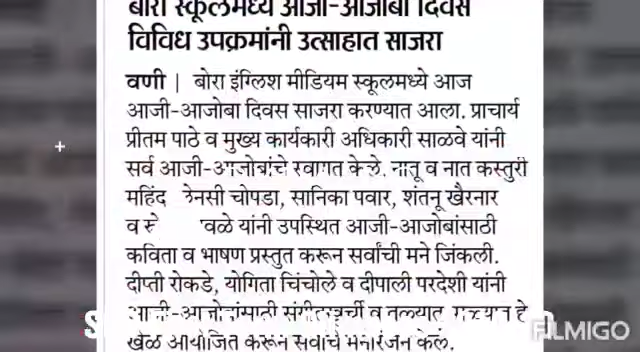 बोरा स्कूलमध्ये आजी-आजोबा दिवस
विविध उपक्रमांनी उत्साहात साजरा
वणी | बोरा इंग्लिश मीडियम स्कूलमध्ये आज
आजी-आजोबा दिवस साजरा करण्यात आला. प्राचार्य
प्रीतम पाठे व मुख्य कार्यकारी अधिकारी साळवे यांनी
सर्व आजी-आजोबांचे स्वागत केले. नातू व नात कस्तुरी
महिंद चोपडा, सानिका पवार, शंतनू खैरनार
व यांनी उपस्थित आजी-आजोबांसाठी
कविता व भाषण प्रस्तुत करून सर्वांची मने जिंकली.
दीप्ती रोकडे, योगिता चिंचोले व दीपाली परदेशी यांनी
आजी-आजोबांसाठी व
खेळ आयोजित करून सर्वांचे मनोरंजन केले.
FILMIGO